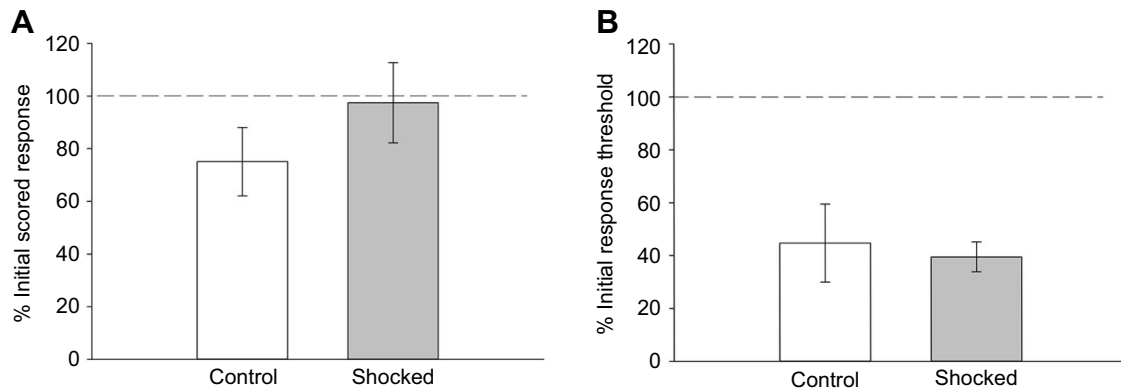 A
% Initial scored response
120
100
80
60
40
20
0
Control
Shocked
B
% Initial response threshold
120
100
80
60
40
20
0
Control
Shocked